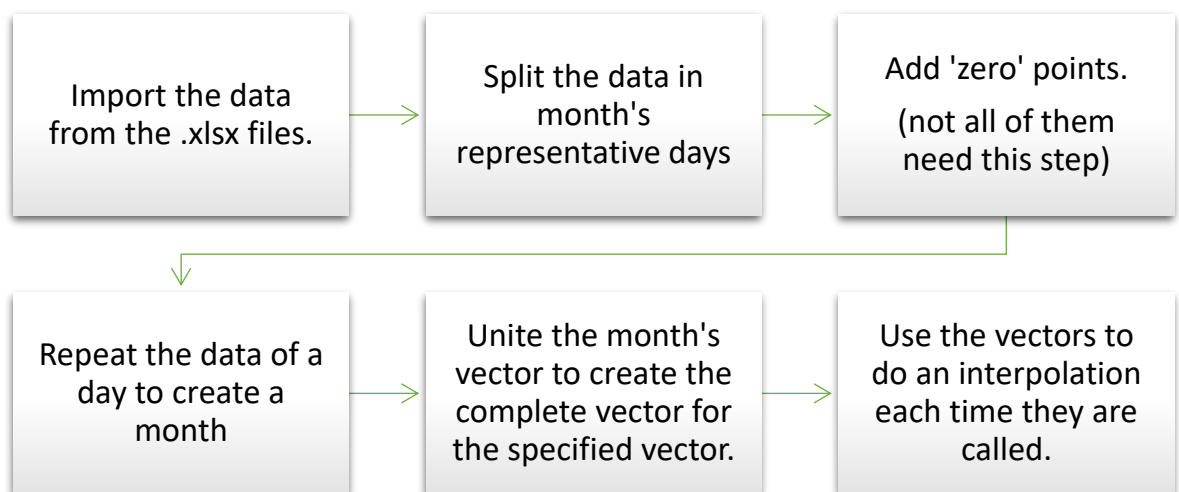 Import the data
from the .xlsx files.
Split the data in
month's
representative days
Add 'zero' points.
(not all of them
need this step)
Repeat the data of a
day to create a
month
Unite the month's
vector to create the
complete vector for
the specified vector.
Use the vectors to
do an interpolation
each time they are
called.